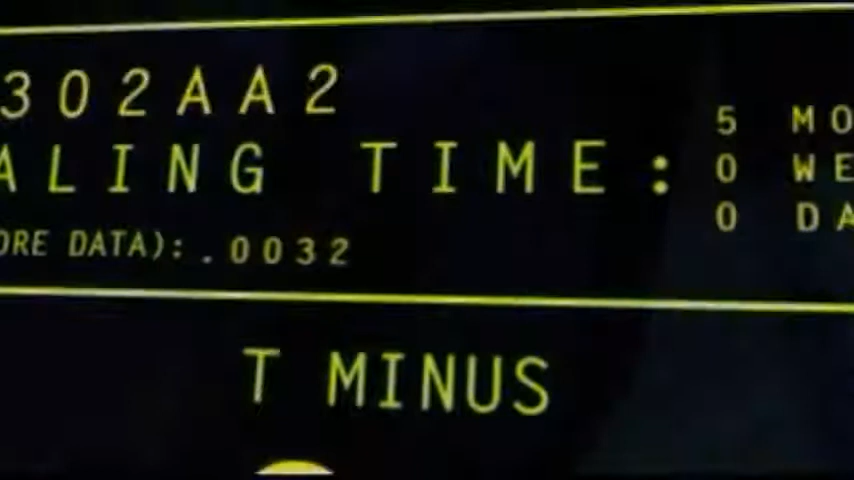 302AA2
ALING TIME:
5 MO
0 WE
0 DA
ORE DATA):.0032
T MINUS